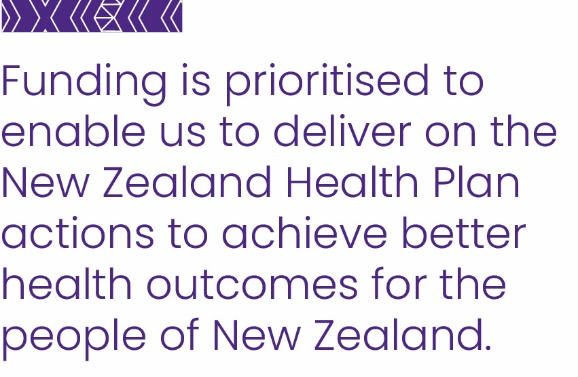 Funding is prioritised to
enable us to deliver on the
New Zealand Health Plan
actions to achieve better
health outcomes for the
people of New Zealand.